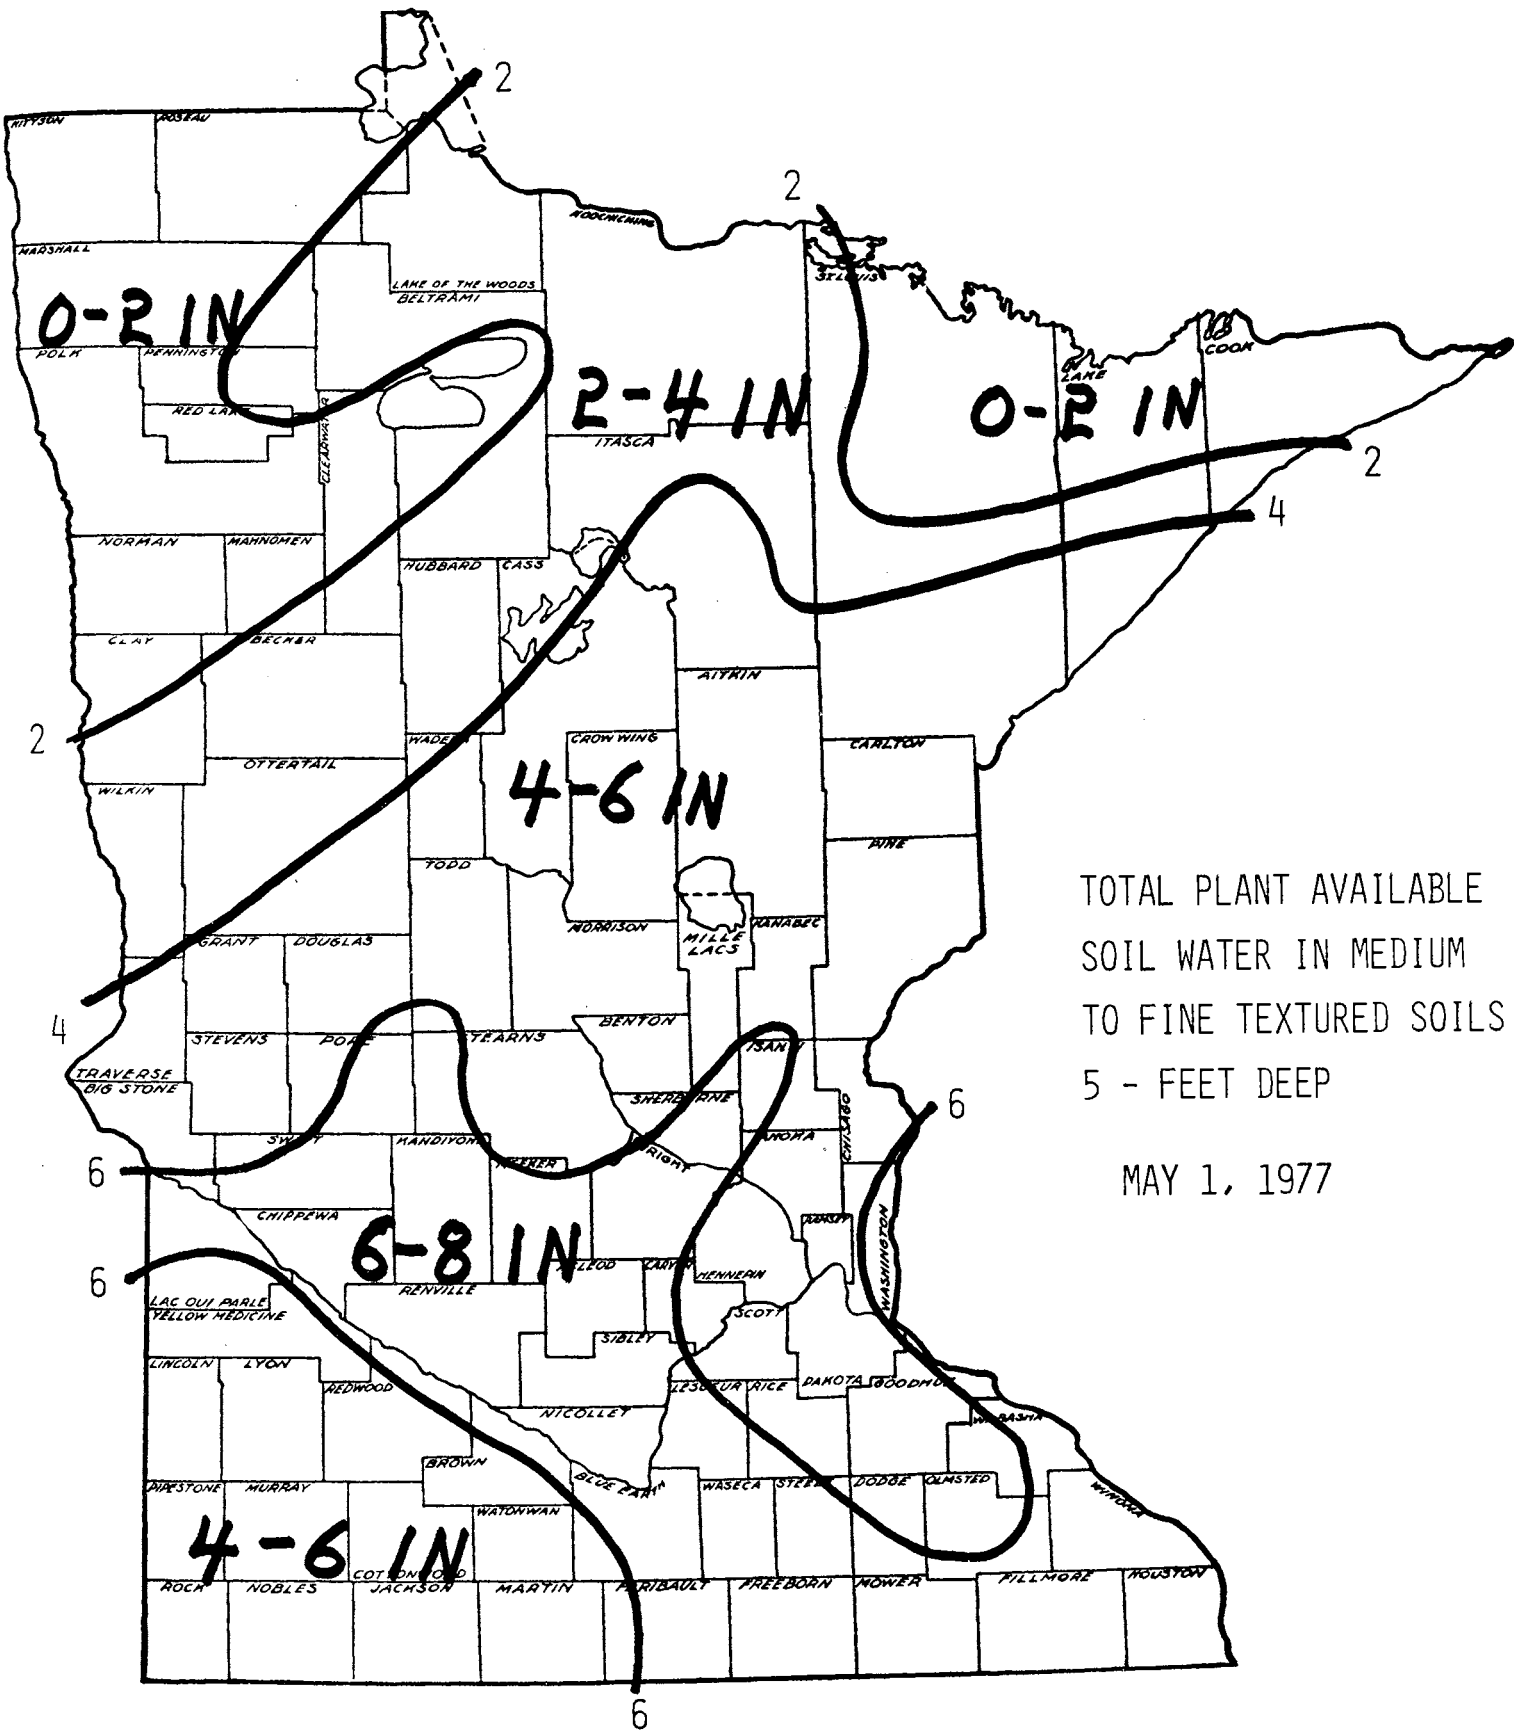 2
KITTSON
ROSEAU
2
KOOCHICHING
MARSHALL
ST. LOUIS
LAKE OF THE WOODS
BELTRAMI
0-2 IN
POLK
PENNINGTON
COOK
LAKE
2-4 IN
0-2 IN
RED LAKE
CLEARWATER
ITASCA
2
4
NORMAN
MAHNOMEN
HUBBARD
CASS
CLAY
BECKER
AITKIN
2
WADENA
CROW WING
CARLTON
OTTERTAIL
WILKIN
4-6 IN
PINE
TODD
TOTAL PLANT AVAILABLE
SOIL WATER IN MEDIUM
TO FINE TEXTURED SOILS
5 - FEET DEEP
MAY 1, 1977
MORRISON
MILLE
LACS
KANABEC
GRANT
DOUGLAS
4
BENTON
STEVENS
POPE
STEARNS
ISANTI
TRAVERSE
BIG STONE
SHERBURNE
CHISAGO
6
SWIFT
KANDIYOHI
ANOKA
6
MEEKER
WRIGHT
CHIPPEWA
RAMSEY
WASHINGTON
6-8 IN
6
MCLEOD
CARVER
HENNEPIN
RENVILLE
LAC QUI PARLE
YELLOW MEDICINE
SCOTT
SIBLEY
LINCOLN
LYON
REDWOOD
LESUEUR
RICE
DAKOTA
GOODHUE
NICOLLET
WABASHA
BROWN
BLUE EARTH
PIPESTONE
MURRAY
WASECA
STEELE
DODGE
OLMSTED
WINONA
WATONWAN
4-6 IN
COTTONWOOD
ROCK
NOBLES
JACKSON
MARTIN
FARIBAULT
FREEBORN
MOWER
FILLMORE
HOUSTON
6